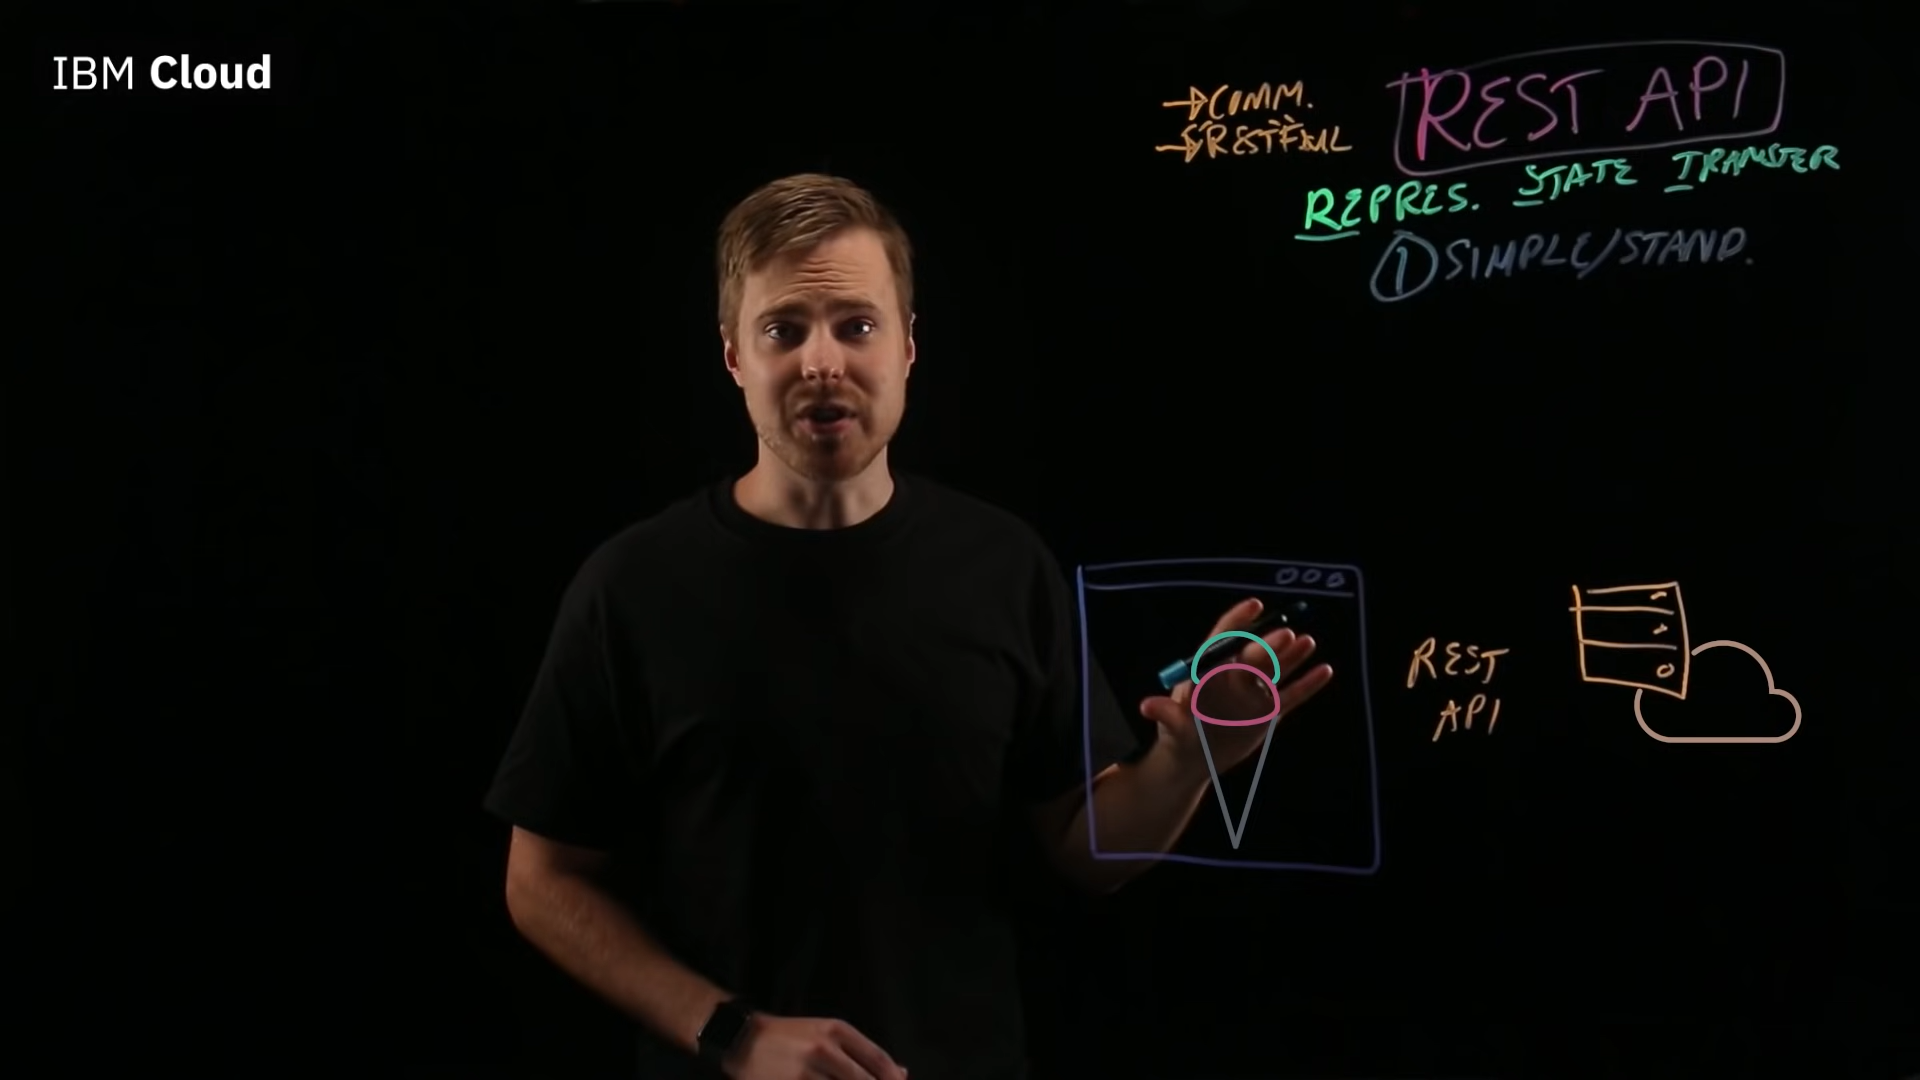 IBM Cloud
→COMM.
→"RESTFUL"
REST API
REPRES. STATE TRANSFER
① SIMPLE/STAND.
REST
API